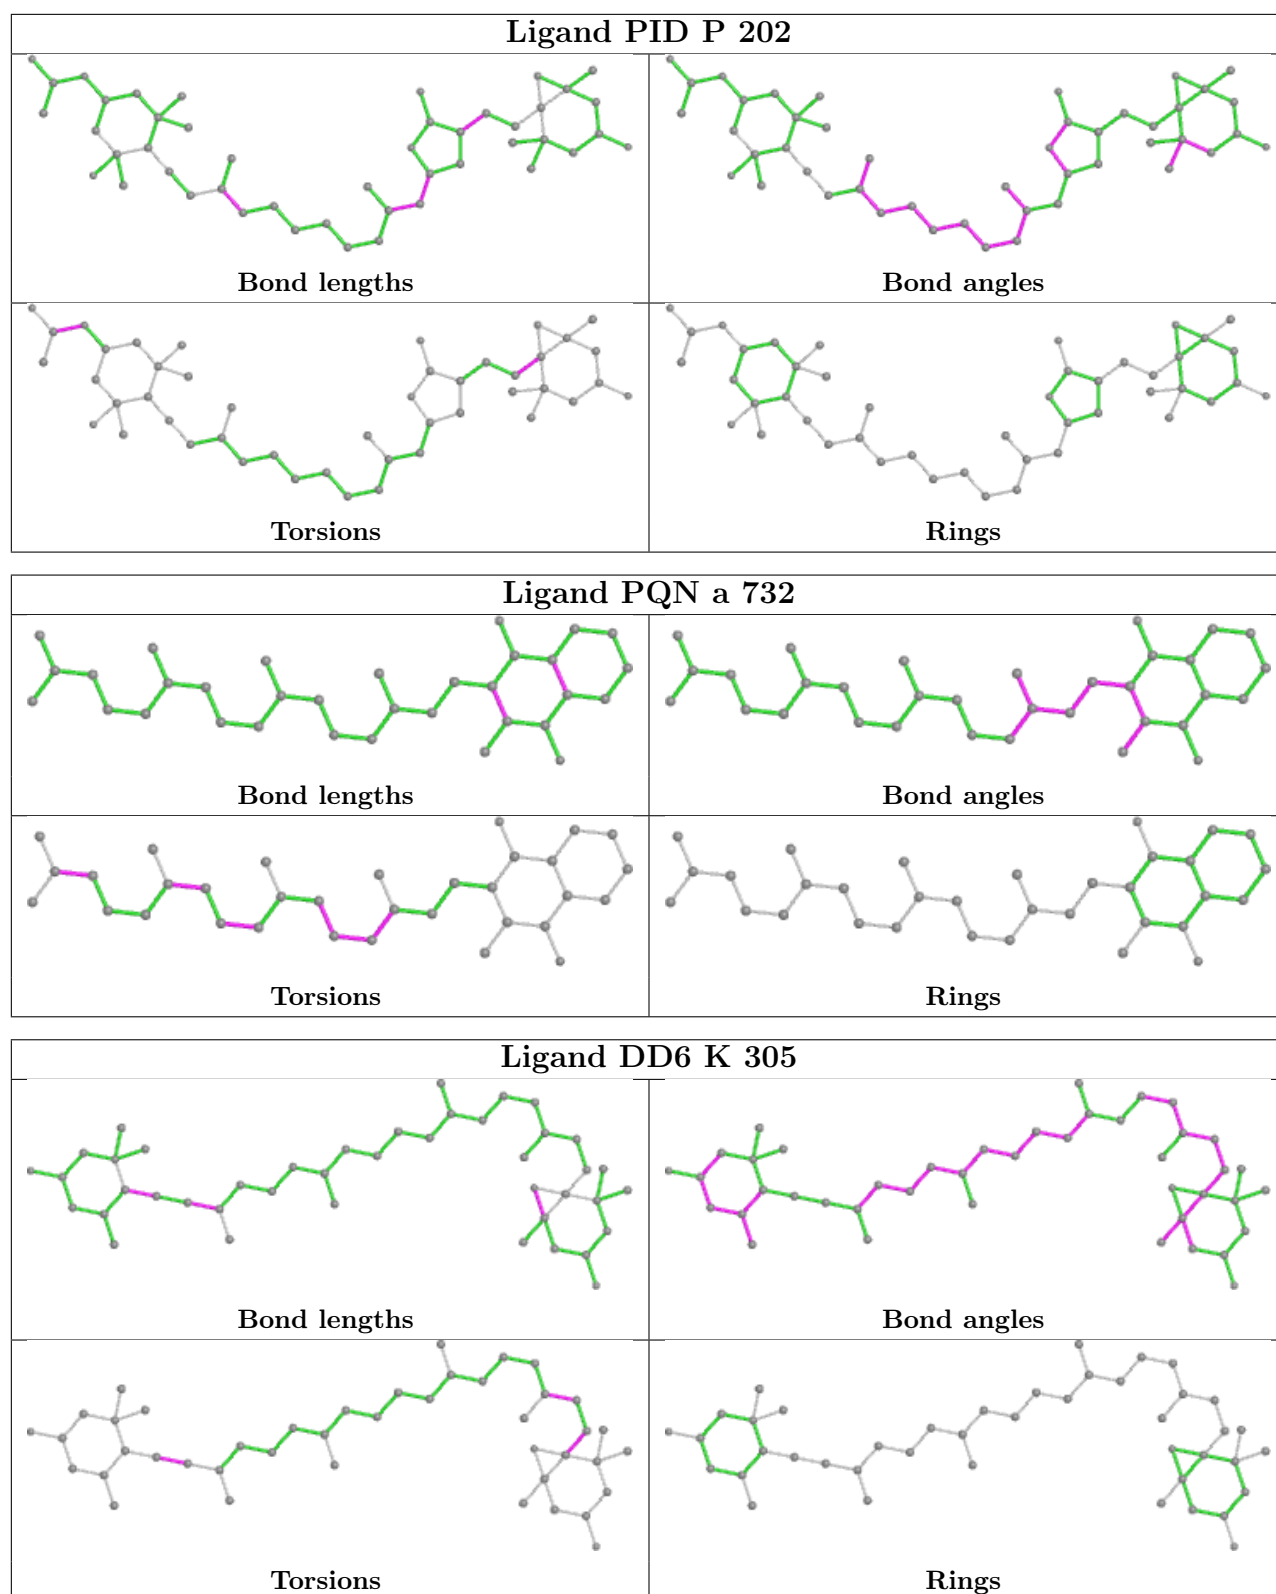 Ligand PID P 202
Bond lengths
Bond angles
Torsions
Rings
Ligand PQN a 732
Bond lengths
Bond angles
Torsions
Rings
Ligand DD6 K 305
Bond lengths
Bond angles
Torsions
Rings